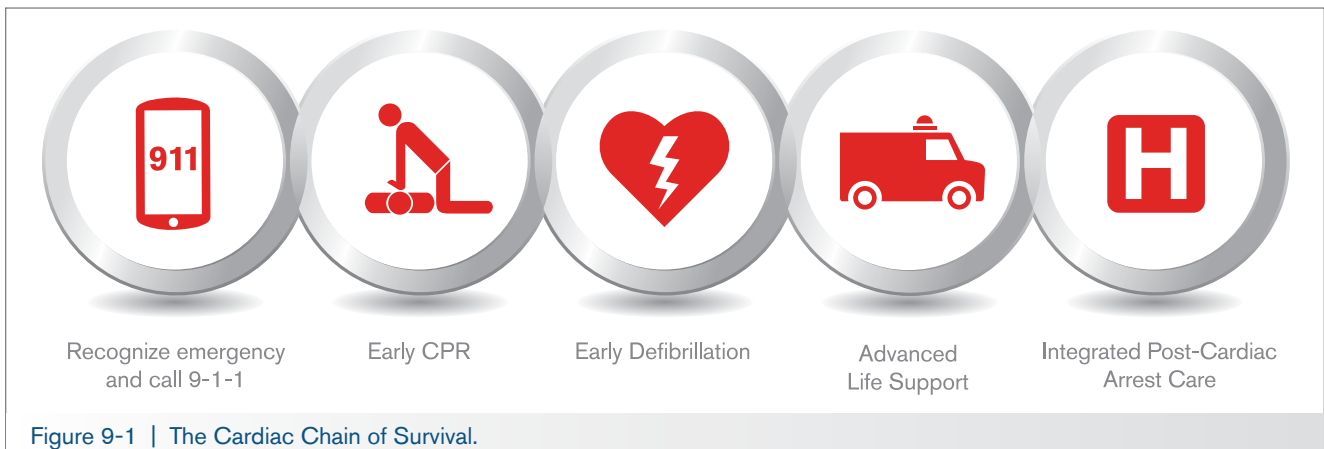 911
H
Recognize emergency
and call 9-1-1
Early CPR
Early Defibrillation
Advanced
Life Support
Integrated Post-Cardiac
Arrest Care
Figure 9-1 | The Cardiac Chain of Survival.